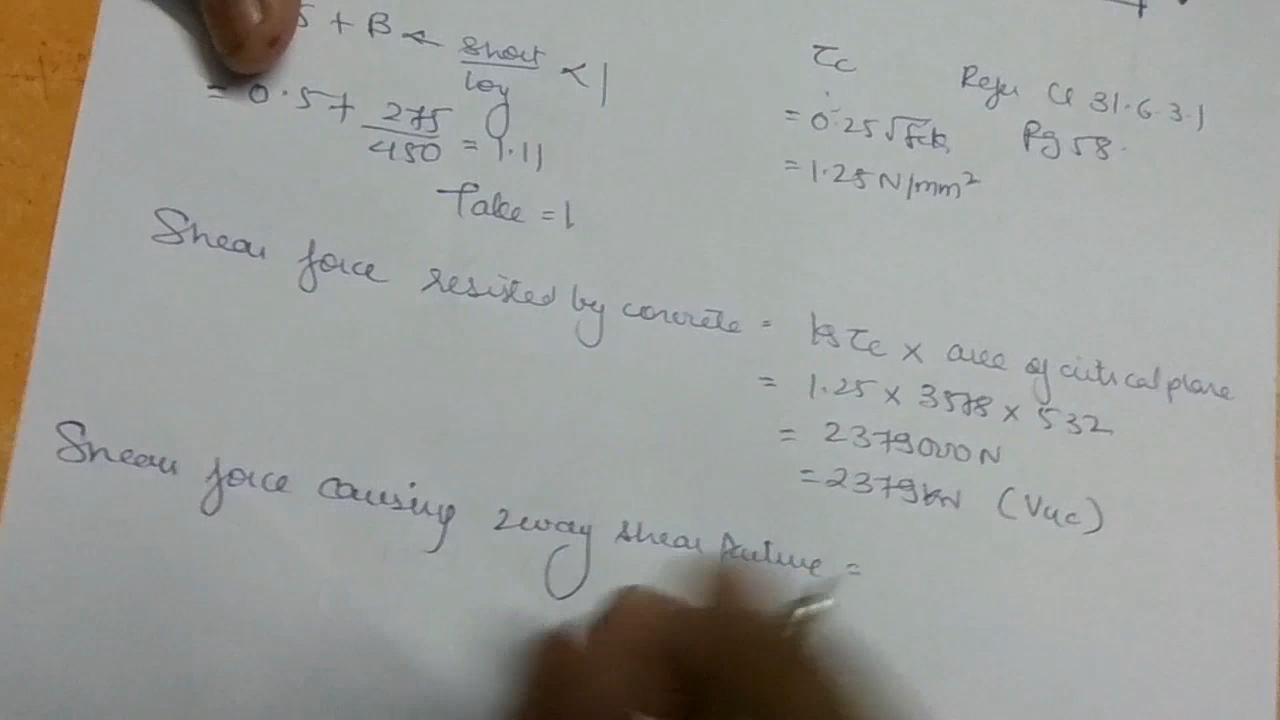 5 + β ← short/long < 1
= 0.5 + 275/450 = 1.11
Take = 1
τc
= 0.25 √fck
= 1.25 N/mm²
Refer Cl 31.6.3.1
Pg 58.
Shear force resisted by concrete = ks τc × area of critical plane
= 1.25 × 3578 × 532
= 2379000 N
= 2379 kN (Vuc)
Shear force causing 2way shear failure =